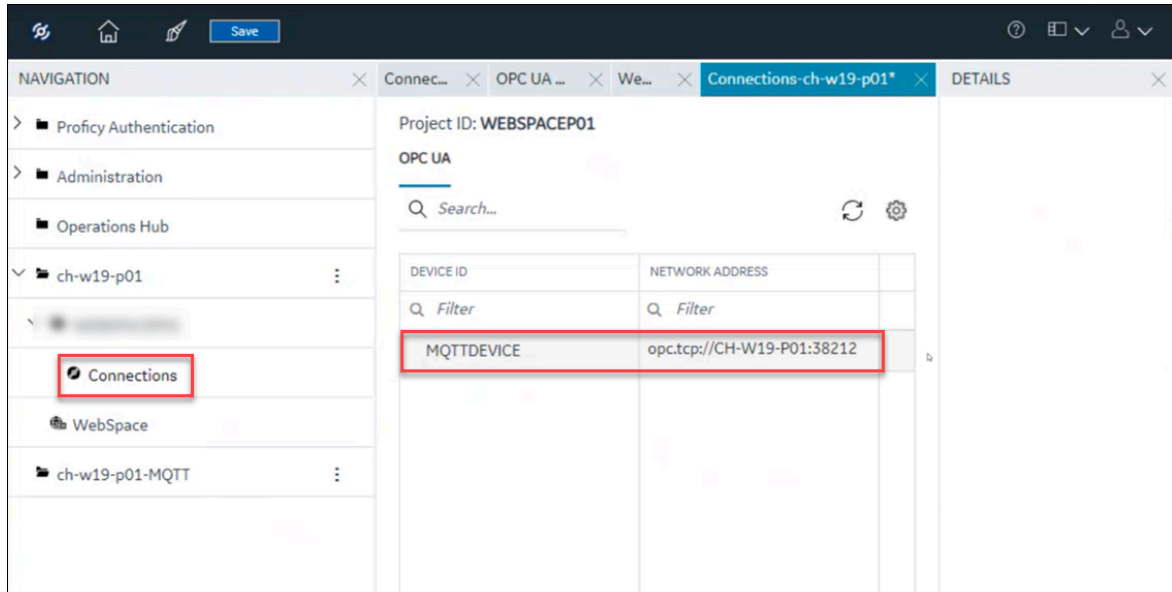 Save
NAVIGATION
Connec... OPC UA ... We... Connections-ch-w19-p01* DETAILS
Proficy Authentication
Administration
Operations Hub
ch-w19-p01
Connections
WebSpace
ch-w19-p01-MQTT
Project ID: WEBSPACEP01
OPC UA
Search...
DEVICE ID NETWORK ADDRESS
Filter Filter
MQTTDEVICE opc.tcp://CH-W19-P01:38212